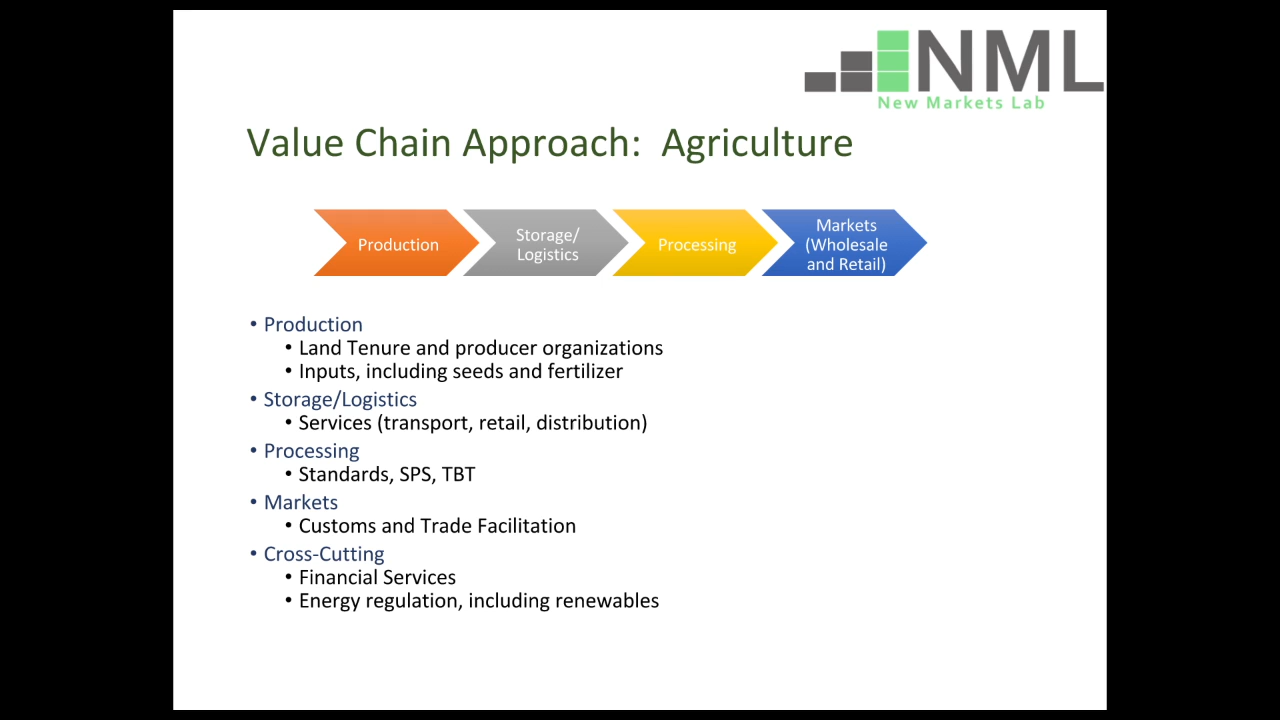 NML
New Markets Lab
Value Chain Approach:  Agriculture
Production
Storage/
Logistics
Processing
Markets
(Wholesale
and Retail)
• Production
• Land Tenure and producer organizations
• Inputs, including seeds and fertilizer
• Storage/Logistics
• Services (transport, retail, distribution)
• Processing
• Standards, SPS, TBT
• Markets
• Customs and Trade Facilitation
• Cross-Cutting
• Financial Services
• Energy regulation, including renewables